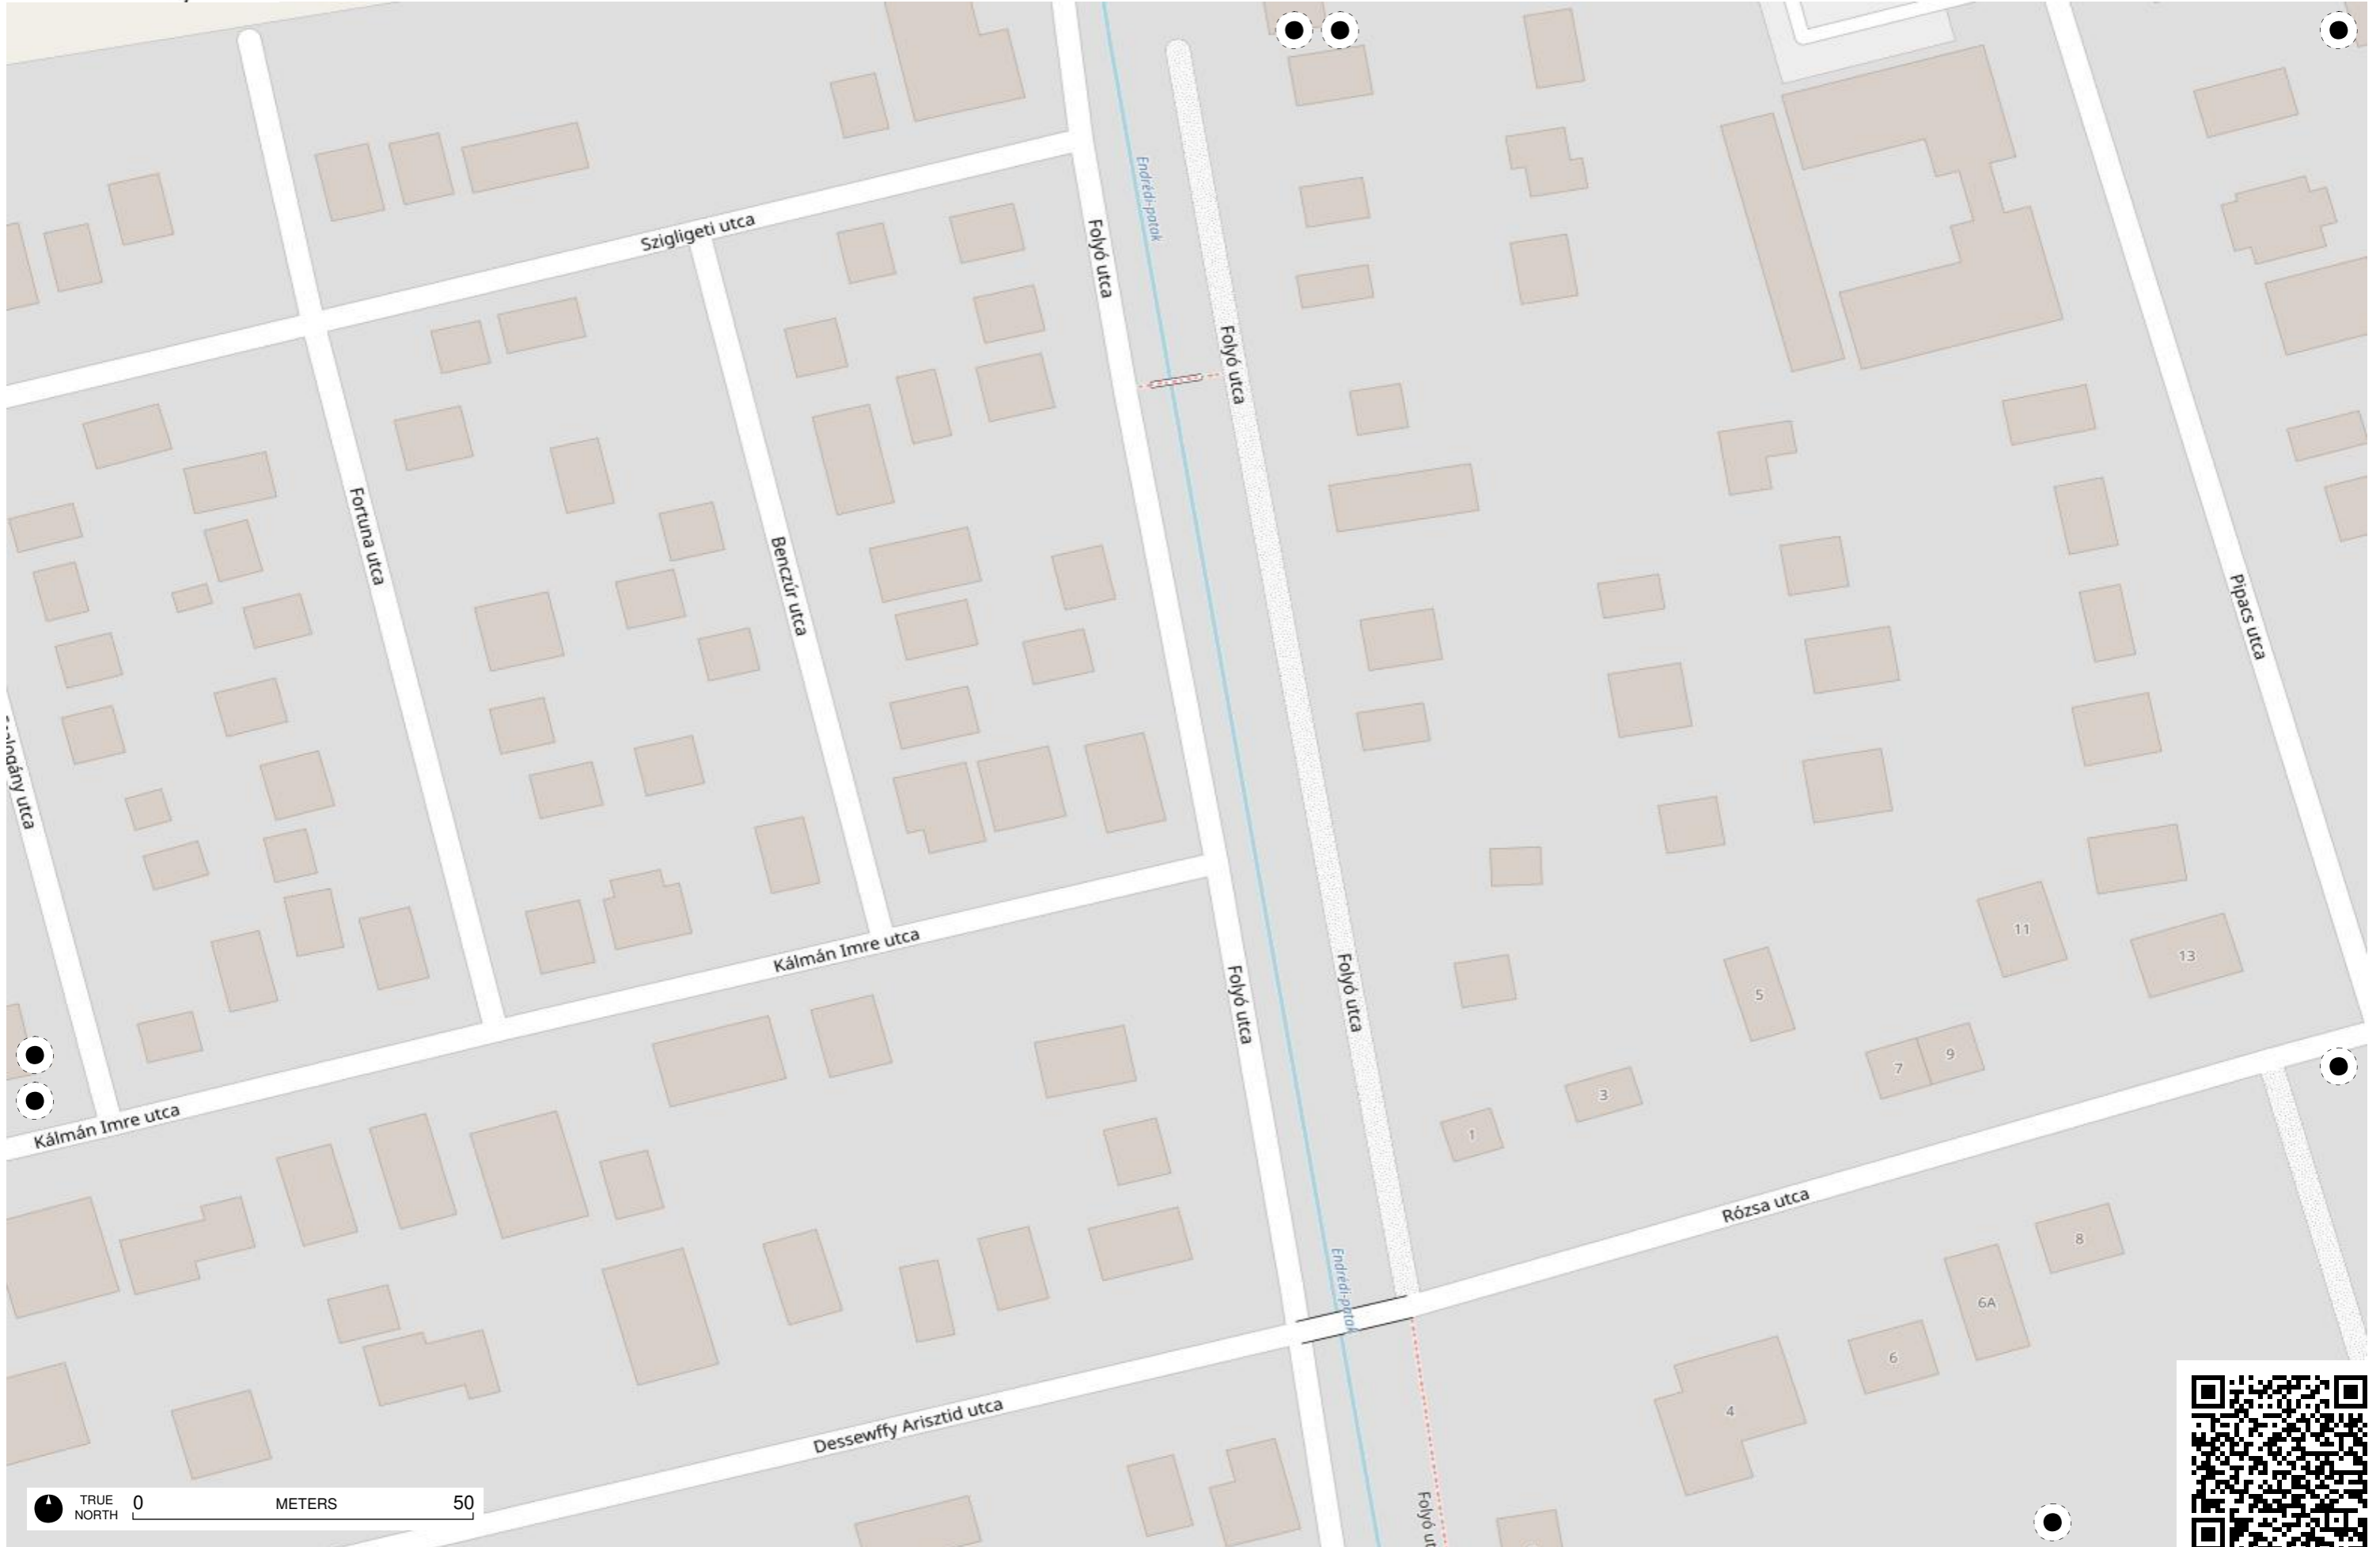 Endrédi-patak
Szigligeti utca
Folyó utca
Folyó utca
Fortuna utca
Benczúr utca
Pipacs utca
utca
Kálmán Imre utca
11
13
Folyó utca
Folyó utca
5
7
9
3
1
Kálmán Imre utca
Rózsa utca
8
Endrédi-patak
6A
6
4
Dessewffy Arisztid utca
TRUE
NORTH
0
METERS
50
Folyó